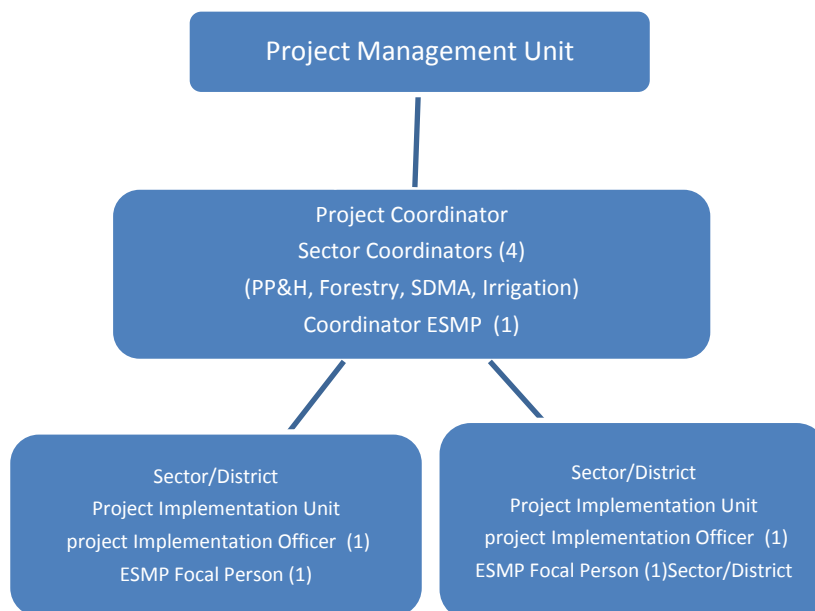 Project Management Unit
Project Coordinator
Sector Coordinators (4)
(PP&H, Forestry, SDMA, Irrigation)
Coordinator ESMP (1)
Sector/District
Project Implementation Unit
project Implementation Officer (1)
ESMP Focal Person (1)
Sector/District
Project Implementation Unit
project Implementation Officer (1)
ESMP Focal Person (1)Sector/District